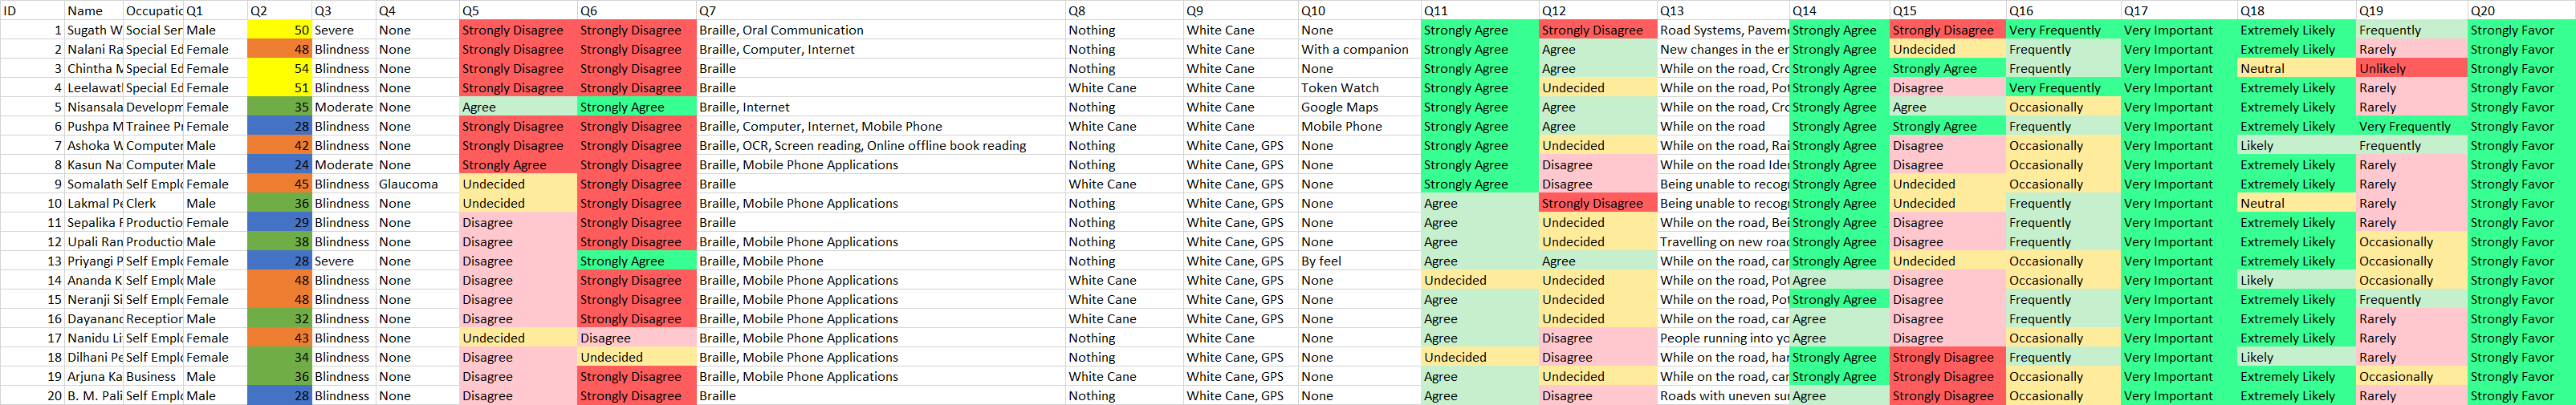 ID Name Occupatic Q1 Q2 Q3 Q4 Q5 Q6 Q7 Q8 Q9 Q10 Q11 Q12 Q13 Q14 Q15 Q16 Q17 Q18 Q19 Q20
1 Sugath W Social Ser Male 50 Severe None Strongly Disagree Strongly Disagree Braille, Oral Communication Nothing White Cane None Strongly Agree Strongly Disagree Road Systems, Paveme Strongly Agree Strongly Disagree Very Frequently Very Important Extremely Likely Frequently Strongly Favor
2 Nalani Ra Special Ed Female 48 Blindness None Strongly Disagree Strongly Disagree Braille, Computer, Internet Nothing White Cane With a companion Strongly Agree Agree New changes in the en Strongly Agree Undecided Frequently Very Important Extremely Likely Rarely Strongly Favor
3 Chintha M Special Ed Female 54 Blindness None Strongly Disagree Strongly Disagree Braille Nothing White Cane None Strongly Agree Agree While on the road, Cro Strongly Agree Strongly Agree Frequently Very Important Neutral Unlikely Strongly Favor
4 Leelawat Special Ed Female 51 Blindness None Strongly Disagree Strongly Disagree Braille White Cane White Cane Token Watch Strongly Agree Undecided While on the road, Pot Strongly Agree Disagree Very Frequently Very Important Extremely Likely Rarely Strongly Favor
5 Nisansala Developm Female 35 Moderate None Agree Strongly Agree Braille, Internet Nothing White Cane Google Maps Strongly Agree Agree While on the road, Cro Strongly Agree Agree Occasionally Very Important Extremely Likely Rarely Strongly Favor
6 Pushpa M Trainee Pr Female 28 Blindness None Strongly Disagree Strongly Disagree Braille, Computer, Internet, Mobile Phone White Cane White Cane Mobile Phone Strongly Agree Agree While on the road Strongly Agree Strongly Agree Frequently Very Important Extremely Likely Very Frequently Strongly Favor
7 Ashoka W Computer Male 42 Blindness None Strongly Disagree Strongly Disagree Braille, OCR, Screen reading, Online offline book reading Nothing White Cane, GPS None Strongly Agree Undecided While on the road, Rai Strongly Agree Disagree Occasionally Very Important Likely Frequently Strongly Favor
8 Kasun Na Computer Male 24 Moderate None Strongly Agree Strongly Disagree Braille, Mobile Phone Applications Nothing White Cane, GPS None Strongly Agree Disagree While on the road Iden Strongly Agree Disagree Occasionally Very Important Extremely Likely Rarely Strongly Favor
9 Somalath Self Emplo Female 45 Blindness Glaucoma Undecided Strongly Disagree Braille White Cane White Cane, GPS None Strongly Agree Disagree Being unable to recogn Strongly Agree Undecided Occasionally Very Important Extremely Likely Rarely Strongly Favor
10 Lakmal Pe Clerk Male 36 Blindness None Undecided Strongly Disagree Braille, Mobile Phone Applications Nothing White Cane, GPS None Agree Strongly Disagree Being unable to recogn Strongly Agree Undecided Frequently Very Important Neutral Rarely Strongly Favor
11 Sepalika Productio Female 29 Blindness None Disagree Strongly Disagree Braille Nothing White Cane, GPS None Agree Undecided While on the road, Bei Strongly Agree Disagree Frequently Very Important Extremely Likely Rarely Strongly Favor
12 Upali Ran Productio Male 38 Blindness None Disagree Strongly Disagree Braille, Mobile Phone Applications Nothing White Cane, GPS None Agree Undecided Travelling on new road Strongly Agree Disagree Frequently Very Important Extremely Likely Occasionally Strongly Favor
13 Priyangi P Self Emplo Female 28 Severe None Disagree Strongly Agree Braille, Mobile Phone Nothing White Cane, GPS By feel Agree Agree While on the road, can Strongly Agree Undecided Occasionally Very Important Extremely Likely Occasionally Strongly Favor
14 Ananda K Self Emplo Male 48 Blindness None Disagree Strongly Disagree Braille, Mobile Phone Applications White Cane White Cane, GPS None Undecided Undecided While on the road, Pot Agree Disagree Occasionally Very Important Likely Occasionally Strongly Favor
15 Neranji Si Self Emplo Female 48 Blindness None Disagree Strongly Disagree Braille, Mobile Phone Applications White Cane White Cane, GPS None Agree Undecided While on the road, Pot Strongly Agree Disagree Frequently Very Important Extremely Likely Frequently Strongly Favor
16 Dayanand Reception Male 32 Blindness None Disagree Strongly Disagree Braille, Mobile Phone Applications White Cane White Cane, GPS None Agree Undecided While on the road, can Agree Disagree Frequently Very Important Extremely Likely Rarely Strongly Favor
17 Nanidu Li Self Emplo Female 43 Blindness None Undecided Disagree Braille, Mobile Phone Applications Nothing White Cane None Agree Disagree People running into yo Agree Disagree Occasionally Very Important Extremely Likely Rarely Strongly Favor
18 Dilhani Pe Self Emplo Female 34 Blindness None Disagree Undecided Braille, Mobile Phone Applications Nothing White Cane, GPS None Undecided Disagree While on the road, har Strongly Agree Strongly Disagree Frequently Very Important Likely Rarely Strongly Favor
19 Arjuna Ka Business Male 36 Blindness None Disagree Strongly Disagree Braille, Mobile Phone Applications White Cane White Cane, GPS None Agree Undecided While on the road, can Strongly Agree Strongly Disagree Occasionally Very Important Extremely Likely Occasionally Strongly Favor
20 B. M. Pali Self Emplo Male 28 Blindness None Disagree Strongly Disagree Braille Nothing White Cane, GPS None Agree Disagree Roads with uneven sur Agree Strongly Disagree Occasionally Very Important Extremely Likely Rarely Strongly Favor